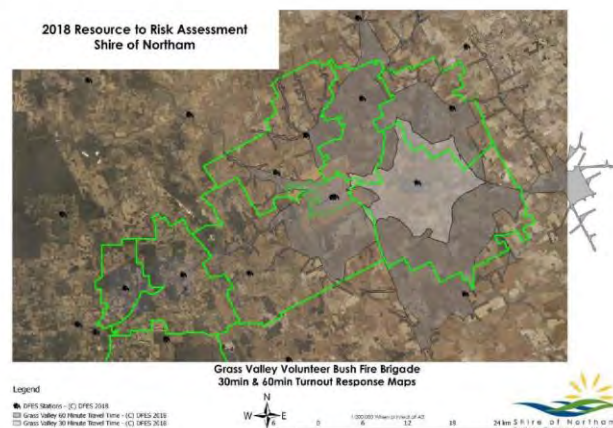 2018 Resource to Risk Assessment
Shire of Northam
Grass Valley Volunteer Bush Fire Brigade
30min & 60min Turnout Response Maps
Legend
DFES Stations - (C) DFES 2018
Grass Valley 60 Minute Travel Time - (C) DFES 2018
Grass Valley 30 Minute Travel Time - (C) DFES 2018
N
W E
S
6 0 6 12 18 24 km
Shire of Northam